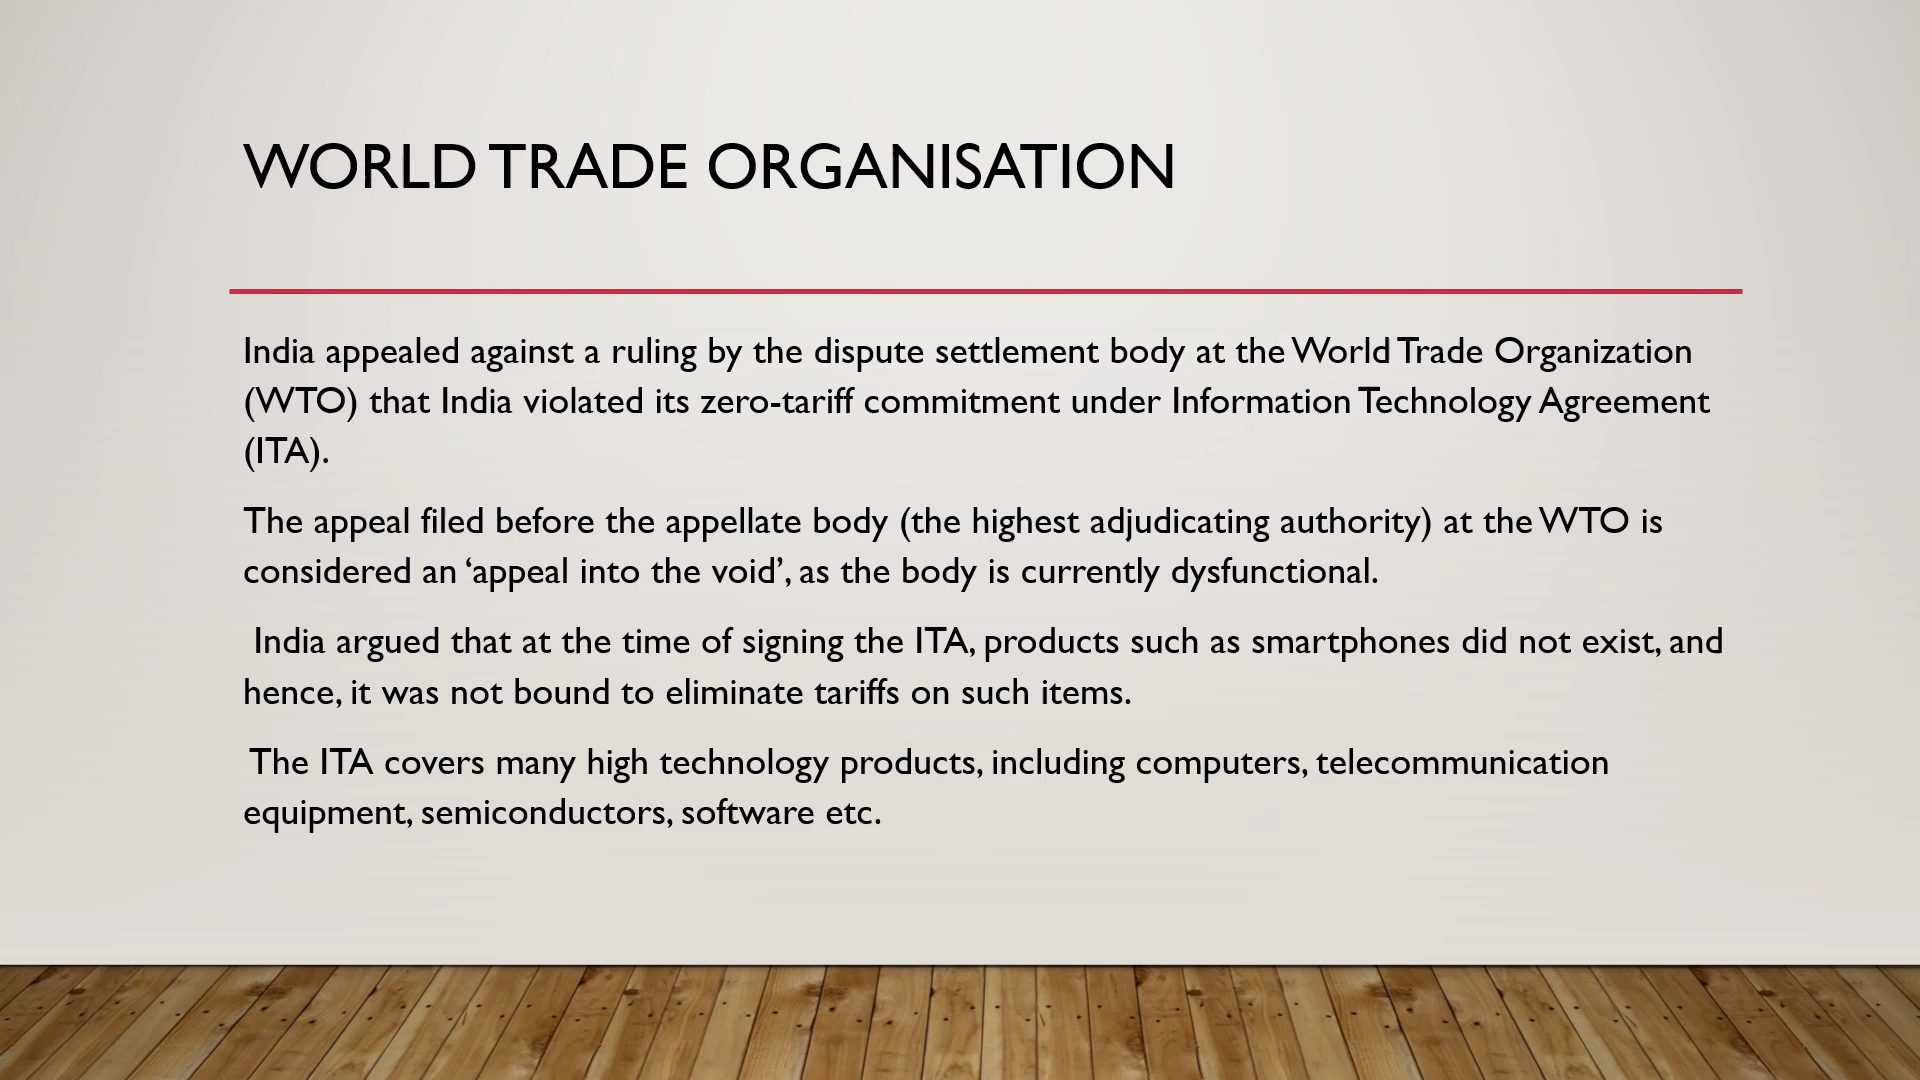 WORLD TRADE ORGANISATION
India appealed against a ruling by the dispute settlement body at the World Trade Organization
(WTO) that India violated its zero-tariff commitment under Information Technology Agreement
(ITA).
The appeal filed before the appellate body (the highest adjudicating authority) at the WTO is
considered an ‘appeal into the void’, as the body is currently dysfunctional.
India argued that at the time of signing the ITA, products such as smartphones did not exist, and
hence, it was not bound to eliminate tariffs on such items.
The ITA covers many high technology products, including computers, telecommunication
equipment, semiconductors, software etc.